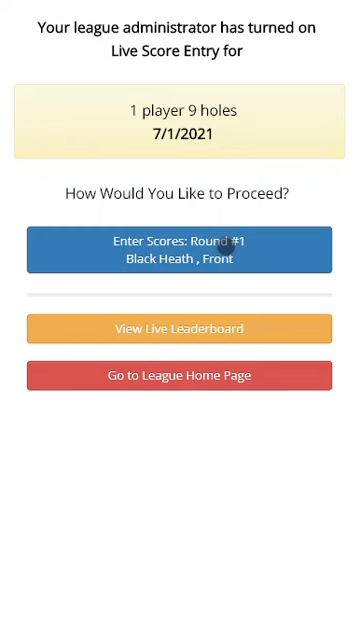 Your league administrator has turned on
Live Score Entry for
1 player 9 holes
7/1/2021
How Would You Like to Proceed?
Enter Scores: Round #1
Black Heath , Front
View Live Leaderboard
Go to League Home Page